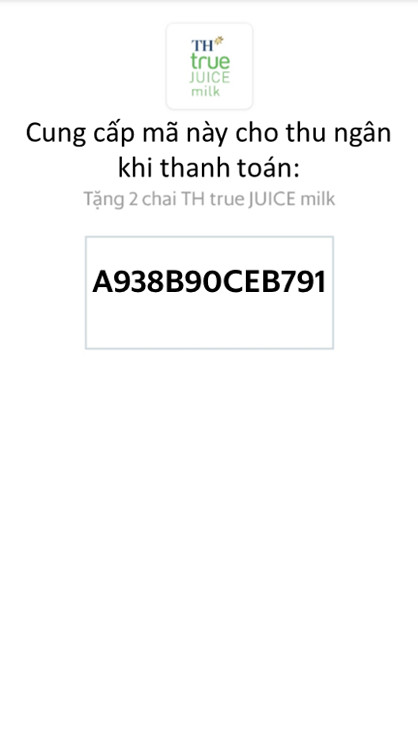 TH
true
JUICE
milk
Cung cấp mã này cho thu ngân
khi thanh toán:
Tặng 2 chai TH true JUICE milk
A938B90CEB791